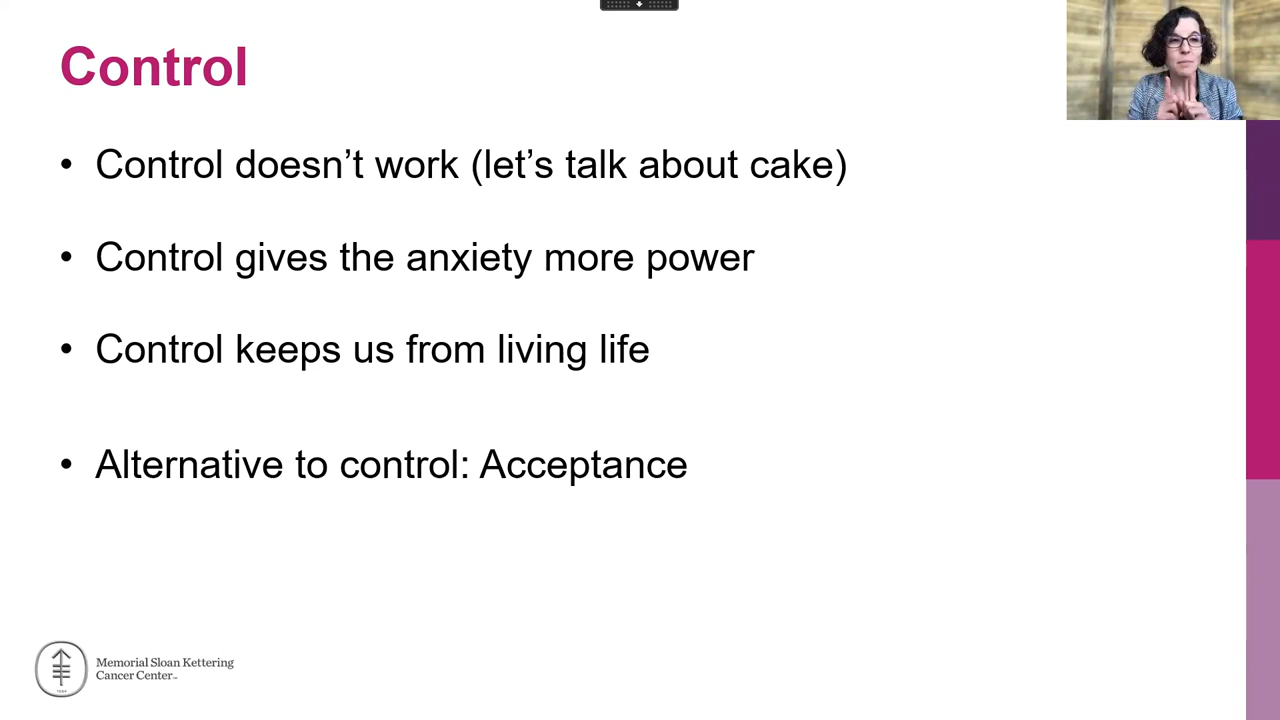 Control
• Control doesn’t work (let’s talk about cake)
• Control gives the anxiety more power
• Control keeps us from living life
• Alternative to control: Acceptance
Memorial Sloan Kettering
Cancer Center